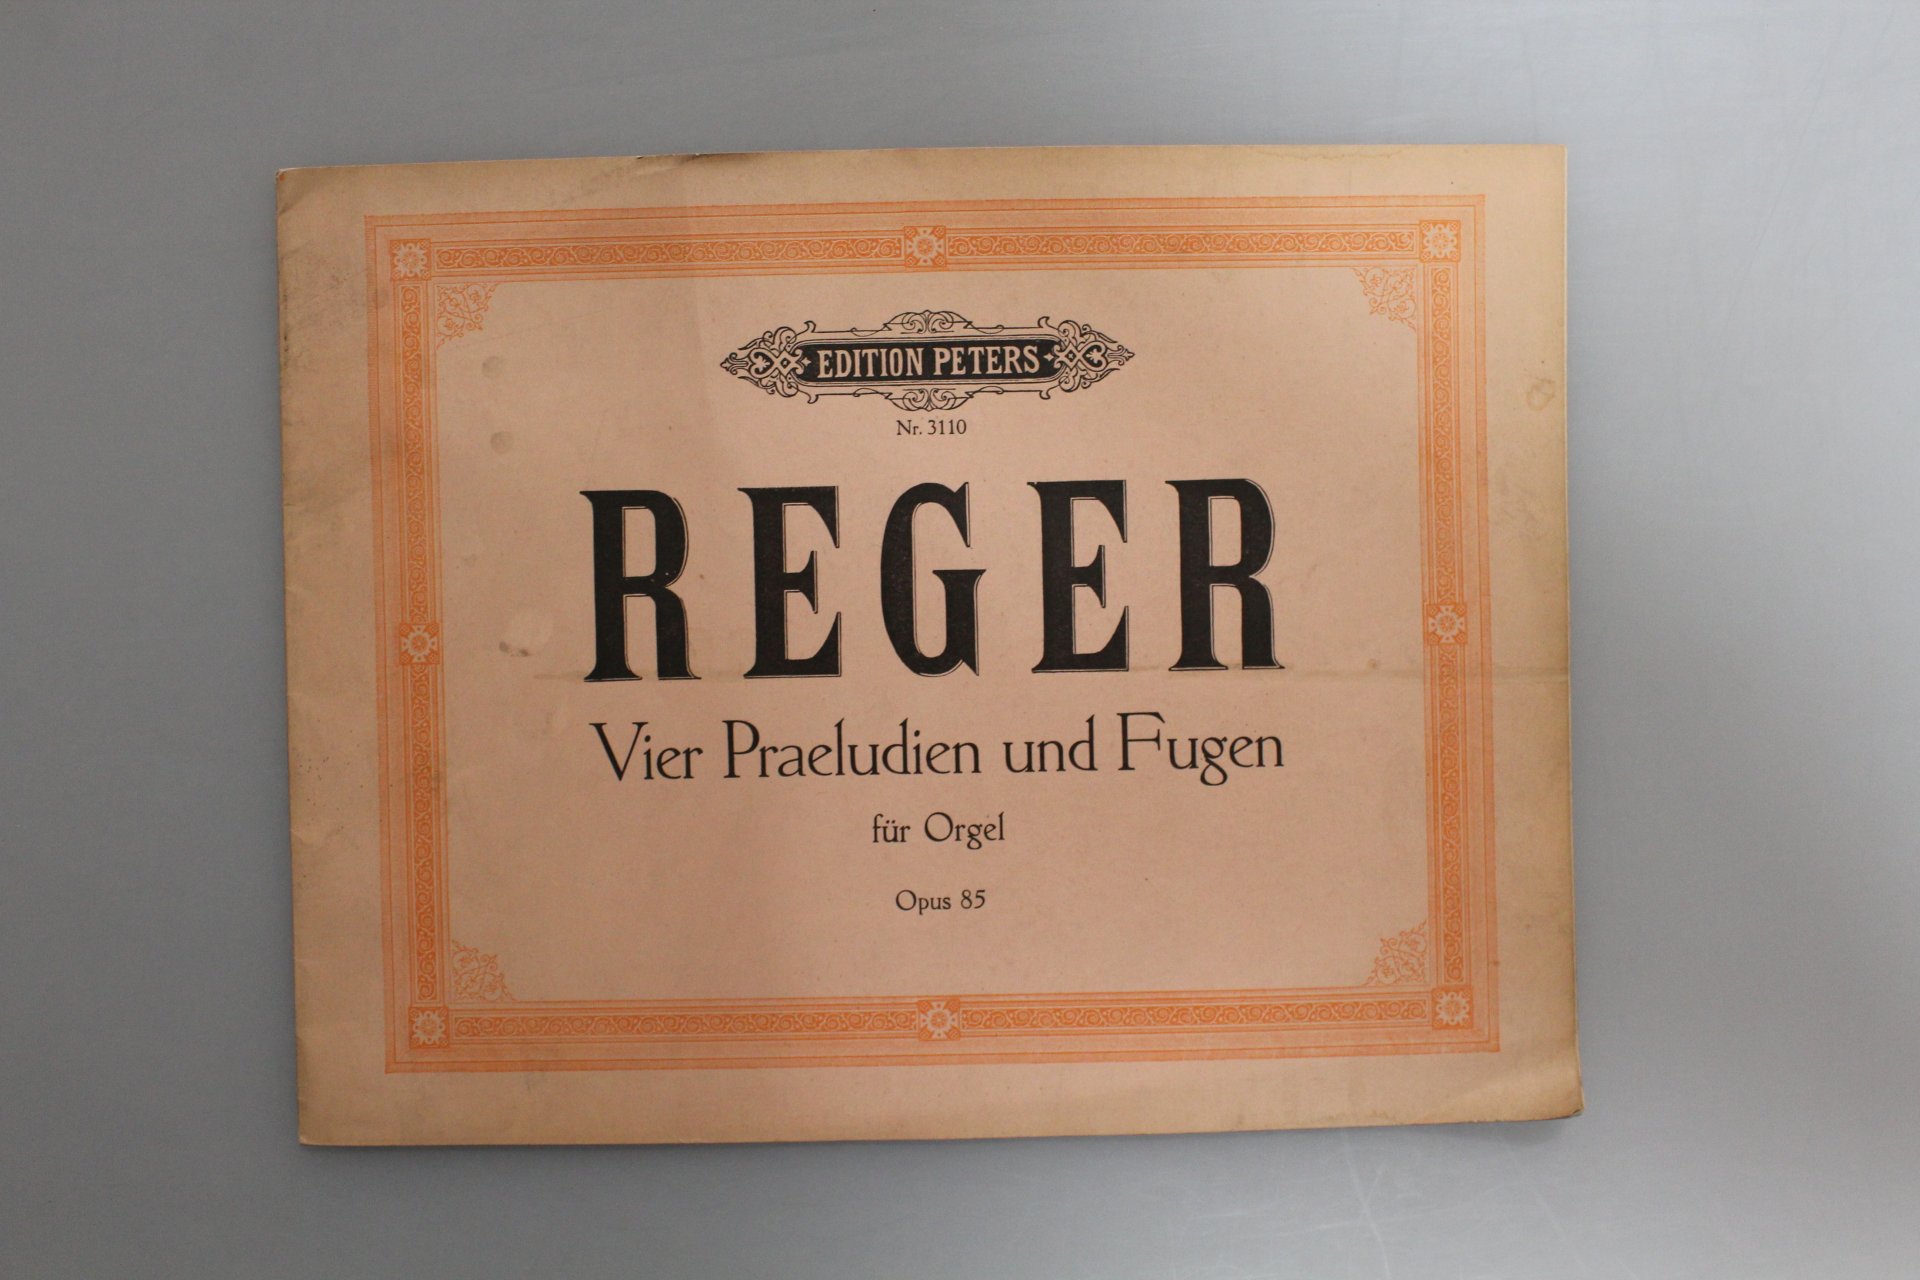 EDITION PETERS
Nr. 3110
REGER
Vier Praeludien und Fugen
für Orgel
Opus 85